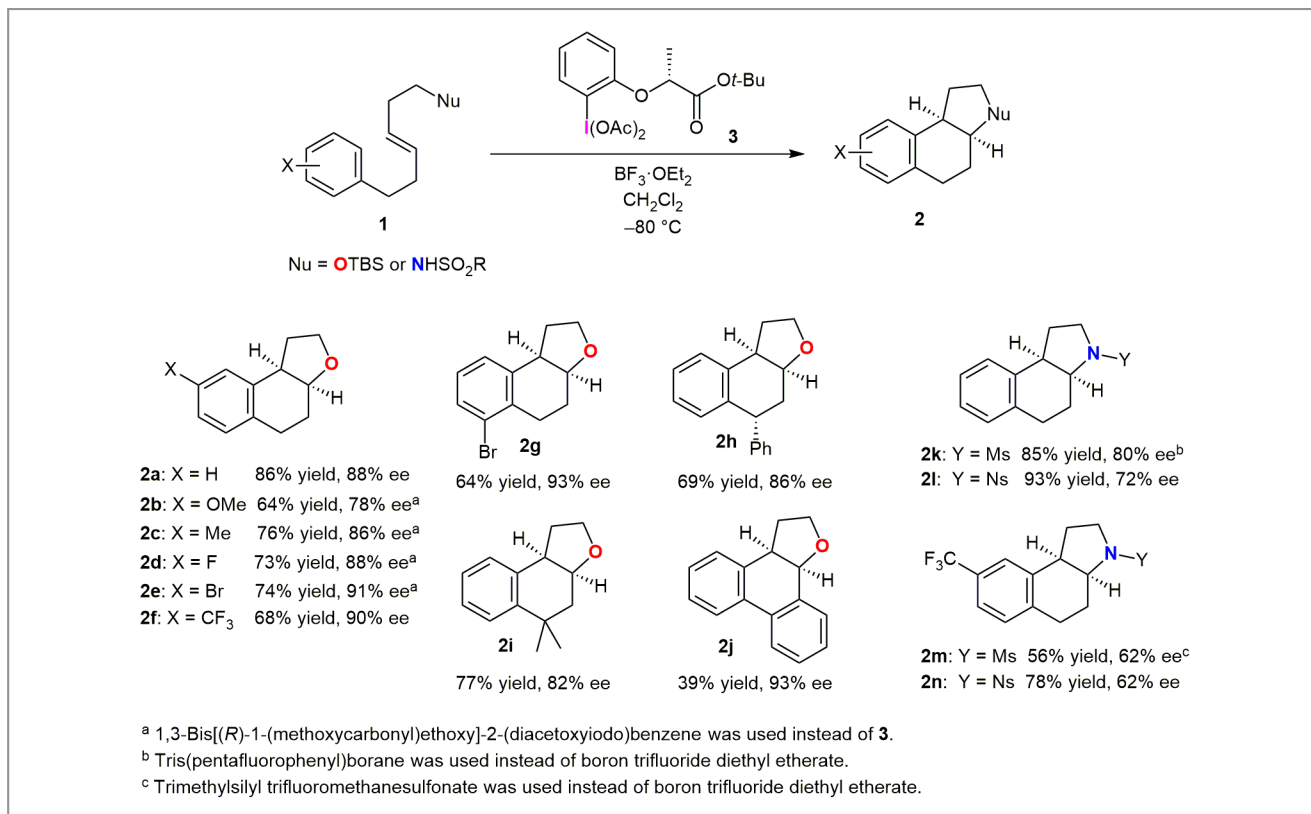 Nu
X
1
Nu = OTBS or NHSO2R
O
Ot-Bu
O
I(OAc)2
3
BF3·OEt2
CH2Cl2
–80 °C
H
Nu
H
X
2
H
O
H
X
2a: X = H 86% yield, 88% ee
2b: X = OMe 64% yield, 78% eeᵃ
2c: X = Me 76% yield, 86% eeᵃ
2d: X = F 73% yield, 88% eeᵃ
2e: X = Br 74% yield, 91% eeᵃ
2f: X = CF3 68% yield, 90% ee
H
O
H
Br
2g
64% yield, 93% ee
H
O
H
2h
Ph
69% yield, 86% ee
H
O
H
2i
77% yield, 82% ee
H
O
H
2j
39% yield, 93% ee
H
N
Y
H
2k: Y = Ms 85% yield, 80% eeᵇ
2l: Y = Ns 93% yield, 72% ee
F3C
H
N
Y
H
2m: Y = Ms 56% yield, 62% eeᶜ
2n: Y = Ns 78% yield, 62% ee
ᵃ 1,3-Bis[(R)-1-(methoxycarbonyl)ethoxy]-2-(diacetoxyiodo)benzene was used instead of 3.
ᵇ Tris(pentafluorophenyl)borane was used instead of boron trifluoride diethyl etherate.
ᶜ Trimethylsilyl trifluoromethanesulfonate was used instead of boron trifluoride diethyl etherate.